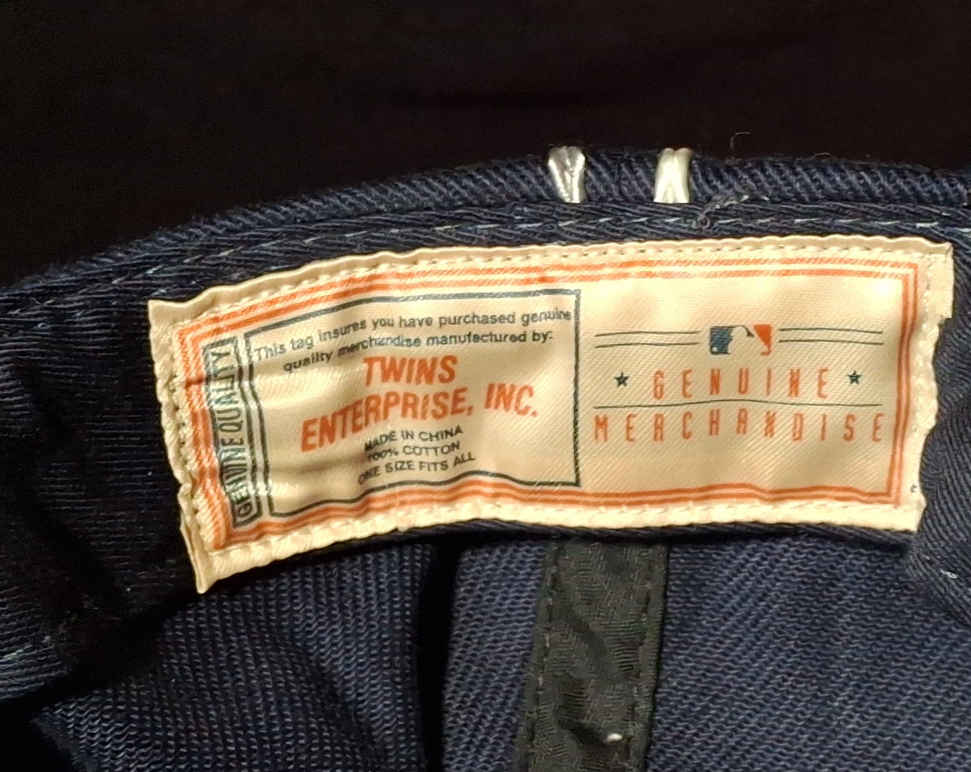 GENUINE QUALITY
This tag insures you have purchased genuine
quality merchandise manufactured by:
TWINS
ENTERPRISE, INC.
MADE IN CHINA
100% COTTON
ONE SIZE FITS ALL
★ GENUINE ★
MERCHANDISE